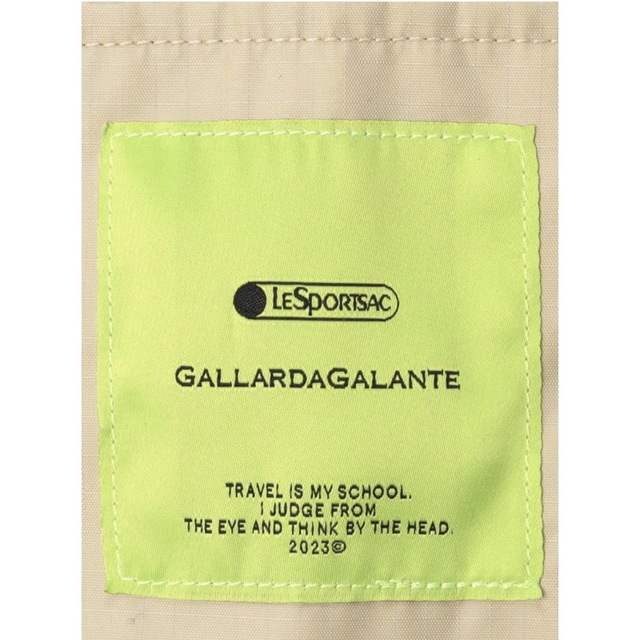 LeSportsac
GALLARDAGALANTE
TRAVEL IS MY SCHOOL.
I JUDGE FROM
THE EYE AND THINK BY THE HEAD.
2023©